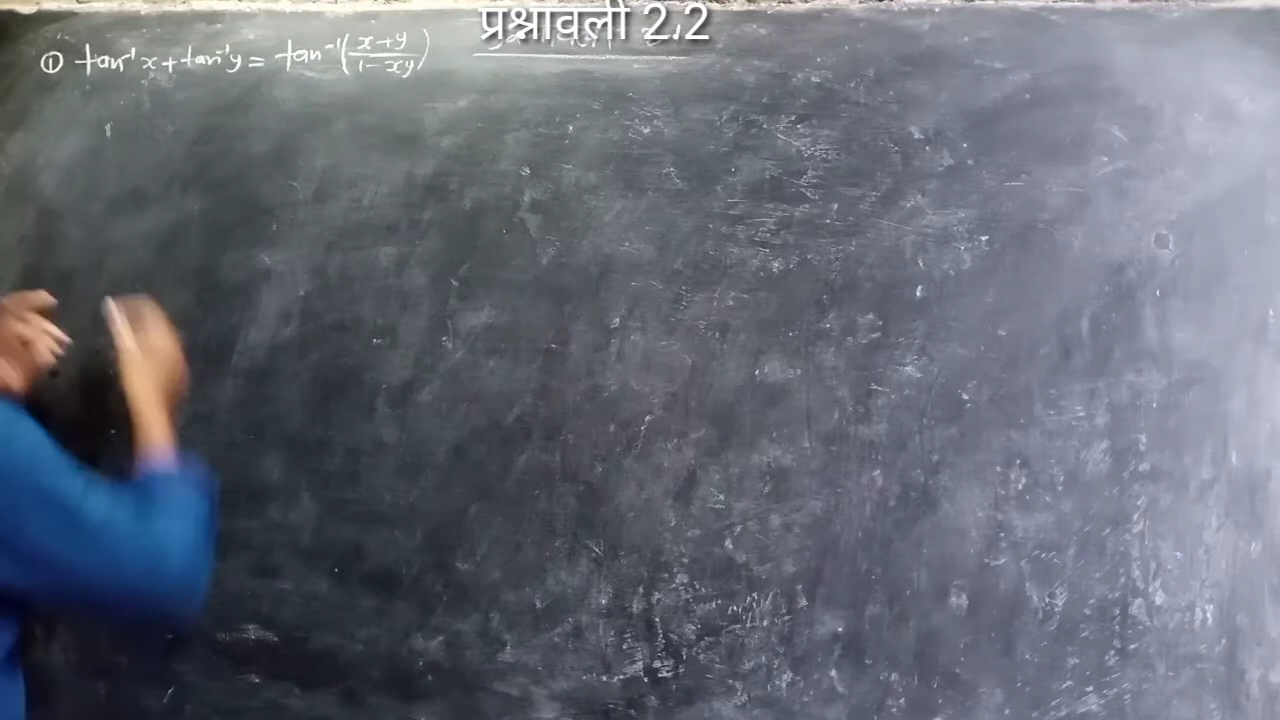 प्रश्नावली 2.2
① tan⁻¹x + tan⁻¹y = tan⁻¹(x+y/1-xy)